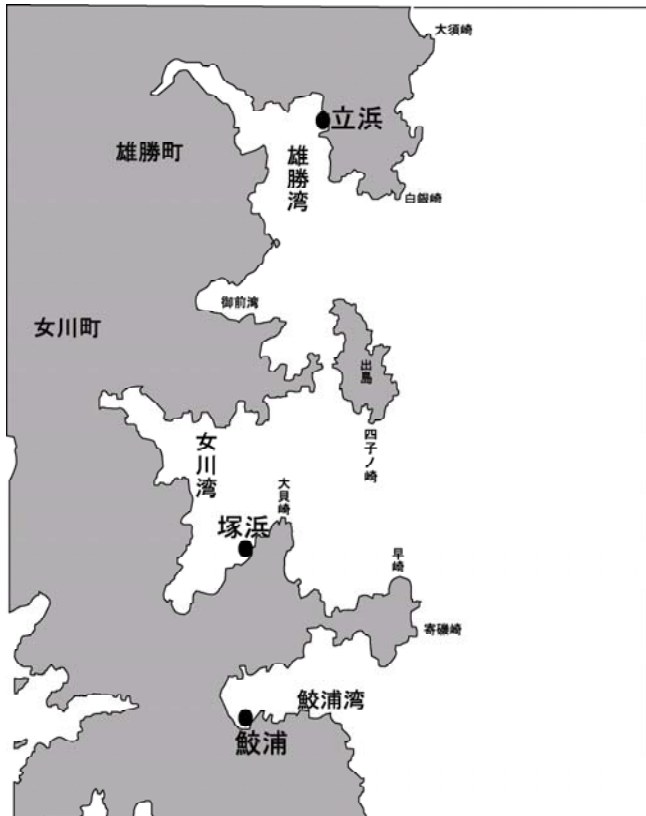 大須崎
立浜
雄勝町
雄勝湾
白銀崎
御前湾
女川町
出島
四子ノ崎
女川湾
大貝崎
塚浜
早崎
寄磯崎
鮫浦湾
鮫浦